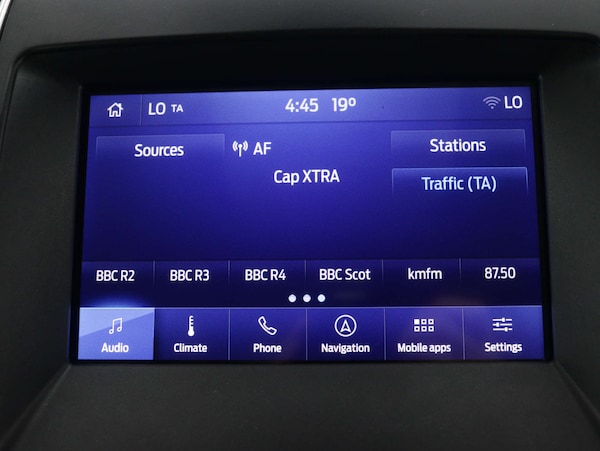 LO TA 4:45 19° LO
Sources AF Stations
Cap XTRA
Traffic (TA)
BBC R2 BBC R3 BBC R4 BBC Scot kmfm 87.50
Audio Climate Phone Navigation Mobile apps Settings